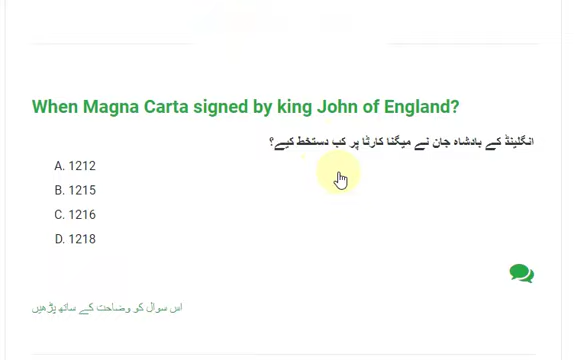 When Magna Carta signed by king John of England?
انگلینڈ کے بادشاہ جان نے میگنا کارٹا پر کب دستخط کیے؟
A. 1212
B. 1215
C. 1216
D. 1218
اس سوال کو وضاحت کے ساتھ پڑھیں